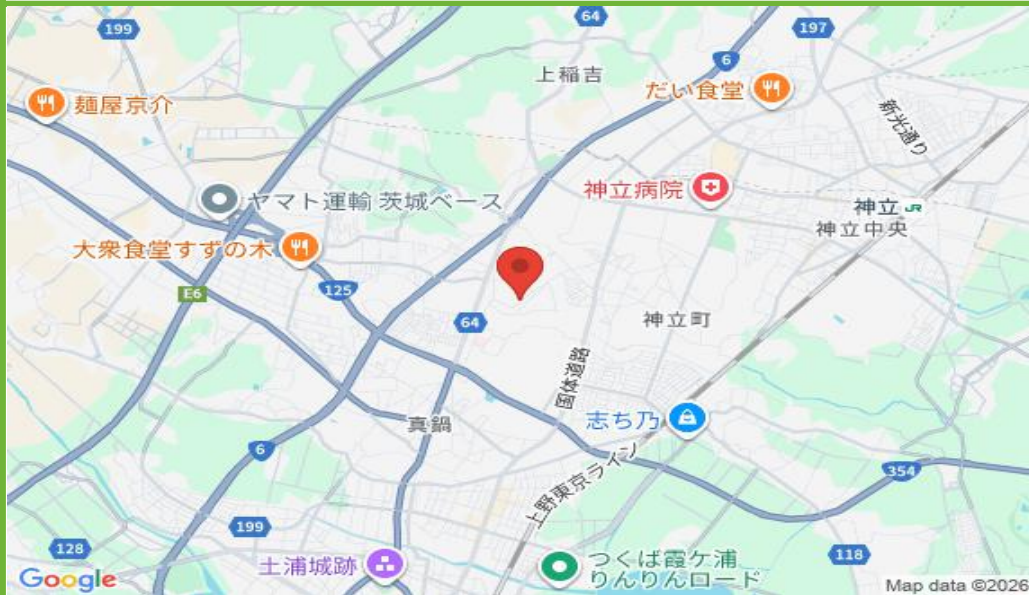 199
64
197
6
上稲吉
だい食堂
麺屋京介
新光通り
神立病院
ヤマト運輸 茨城ベース
神立 JR
神立中央
大衆食堂すずの木
E6
125
64
神立町
国体道路
真鍋
志ち乃
6
上野東京ライン
354
199
128
土浦城跡
つくば霞ケ浦
りんりんロード
118
Google
Map data ©2026